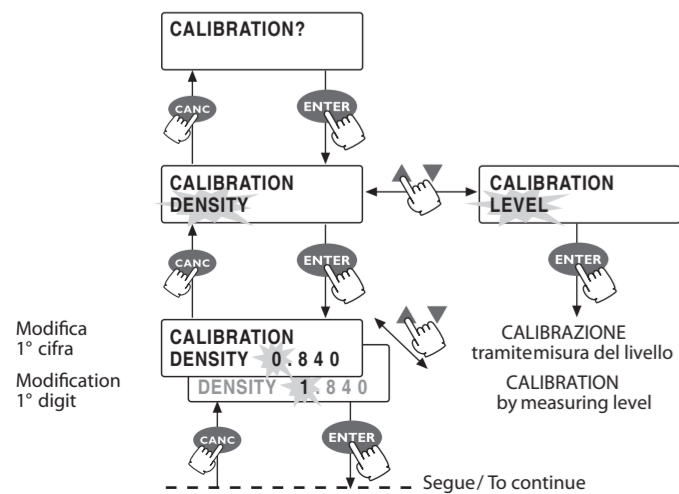 CALIBRATION?
CANC
ENTER
CALIBRATION
DENSITY
CALIBRATION
LEVEL
CANC
ENTER
ENTER
Modifica
1° cifra
Modification
1° digit
CALIBRATION
DENSITY 0.840
DENSITY 1.840
CALIBRAZIONE
tramitemisura del livello
CALIBRATION
by measuring level
CANC
ENTER
Segue/ To continue